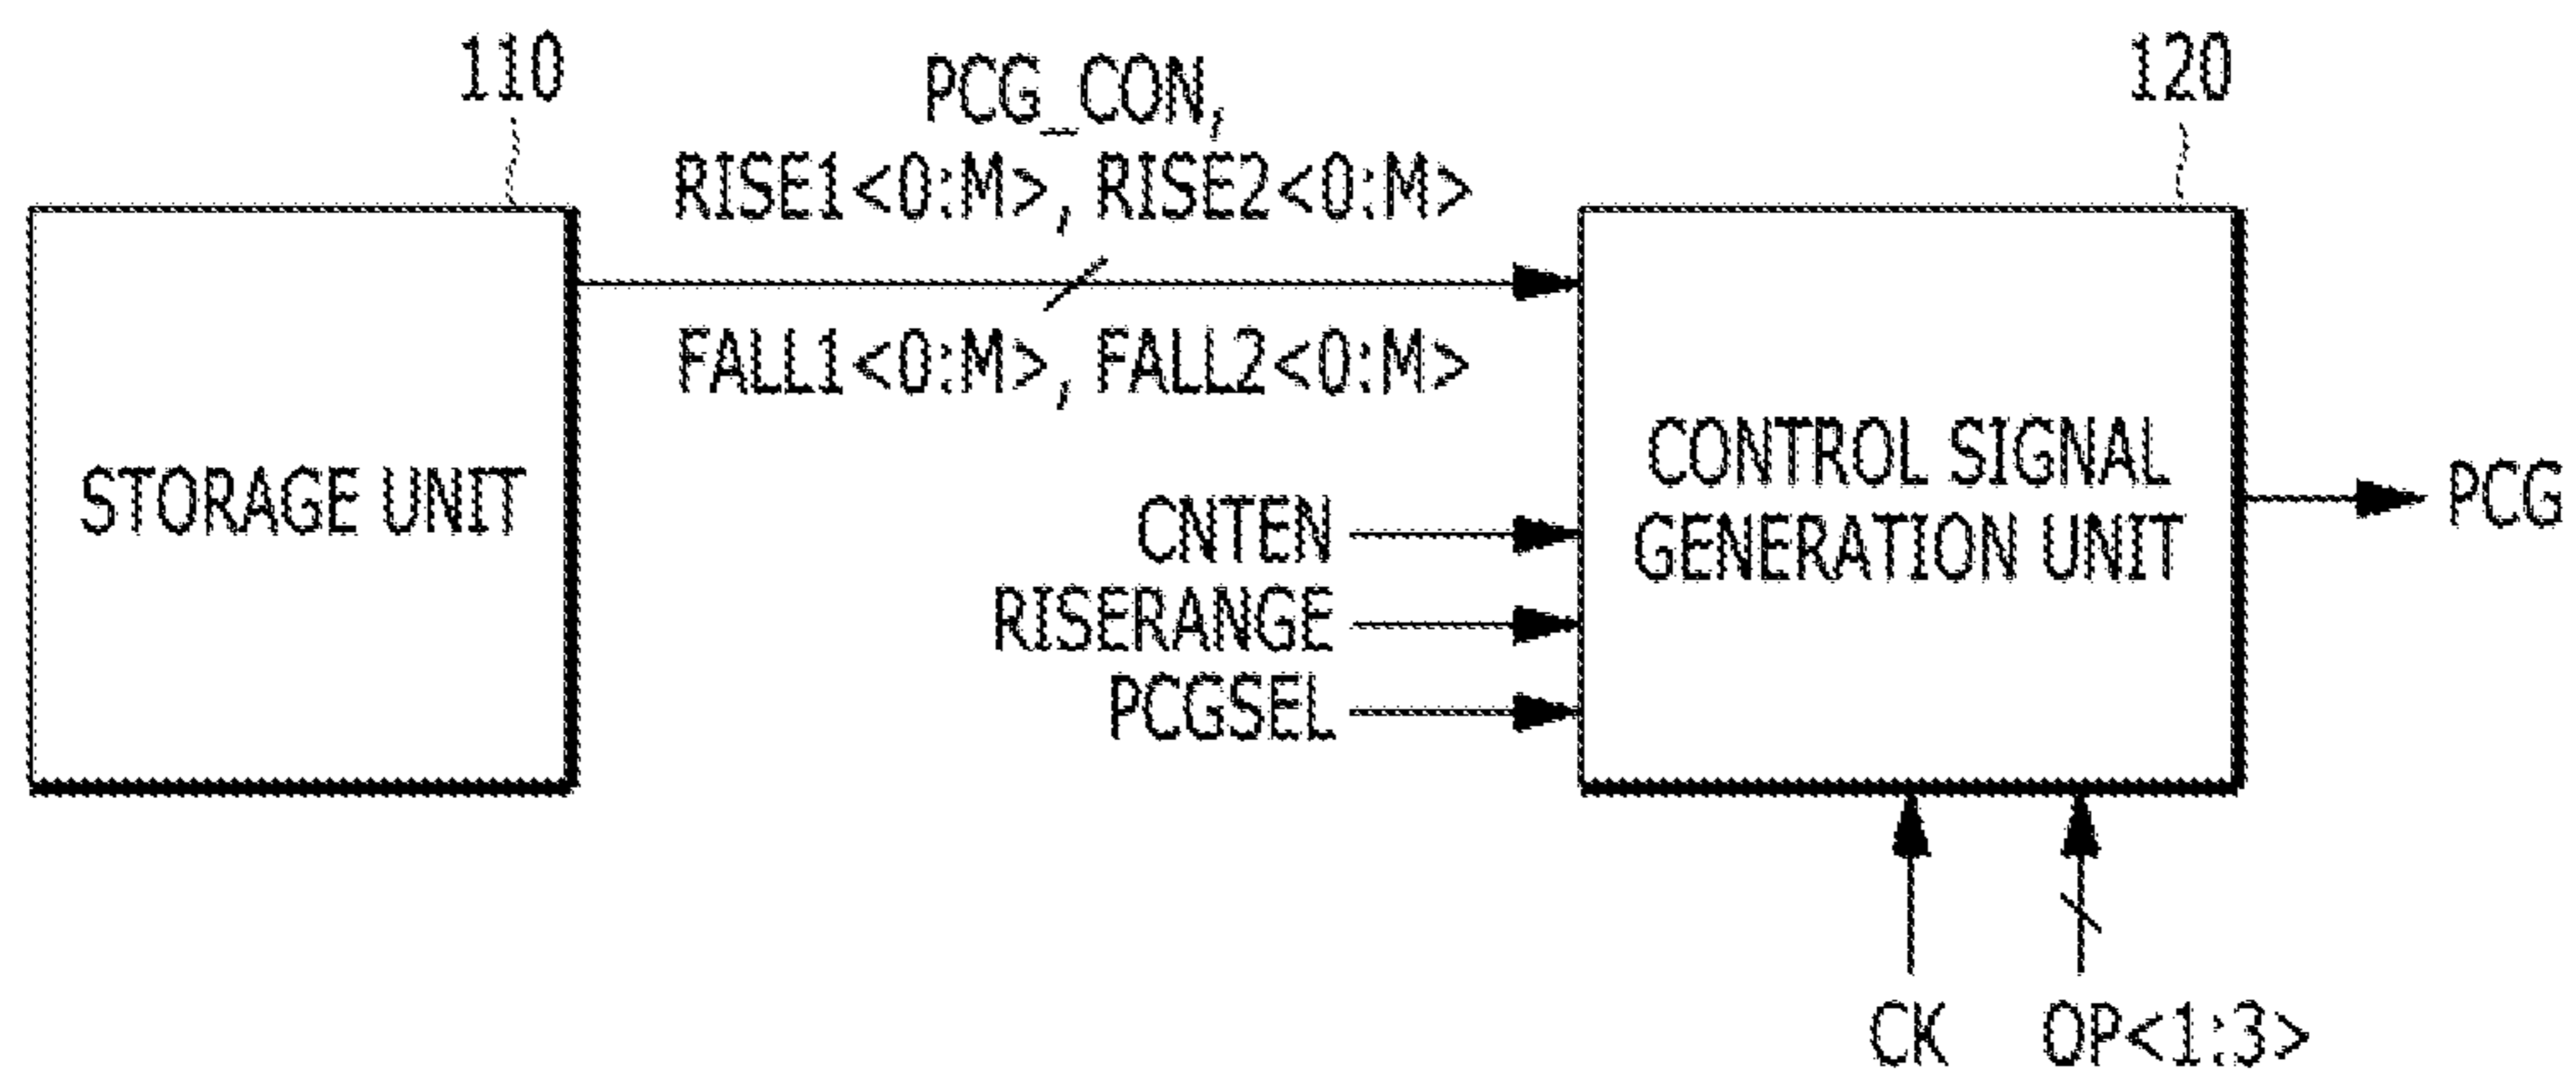 110
120
PCG_CON,
RISE1<0:M>, RISE2<0:M>
FALL1<0:M>, FALL2<0:M>
STORAGE UNIT
CONTROL SIGNAL
GENERATION UNIT
CNTEN
RISERANGE
PCGSEL
PCG
CK
OP<1:3>